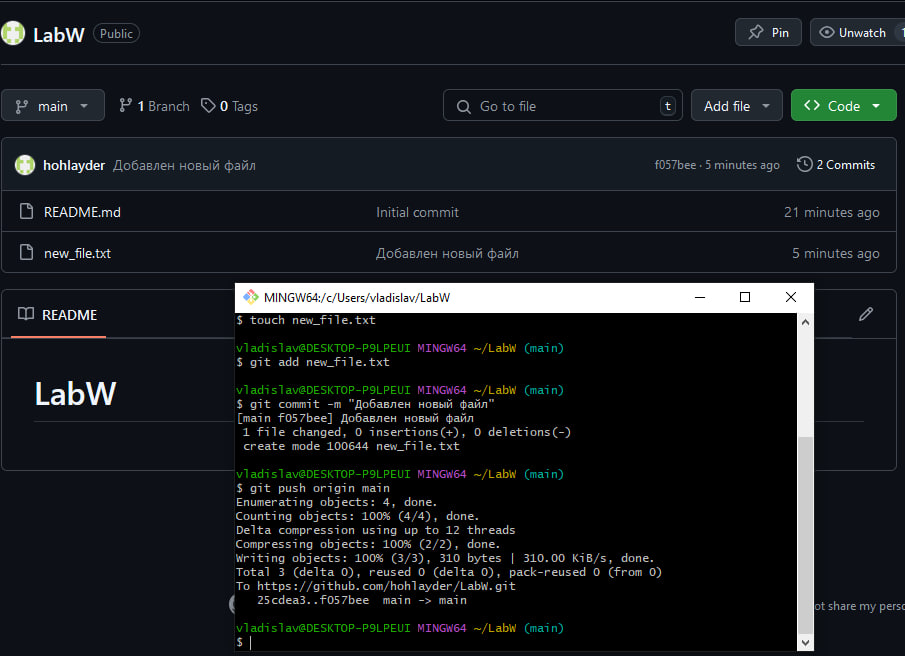 LabW Public
Pin
Unwatch 1
main
1 Branch
0 Tags
Go to file t
Add file
Code
hohlayder Добавлен новый файл
f057bee · 5 minutes ago
2 Commits
README.md Initial commit 21 minutes ago
new_file.txt Добавлен новый файл 5 minutes ago
README
LabW
MINGW64:/c/Users/vladislav/LabW
$ touch new_file.txt
vladislav@DESKTOP-P9LPEUI MINGW64 ~/LabW (main)
$ git add new_file.txt
vladislav@DESKTOP-P9LPEUI MINGW64 ~/LabW (main)
$ git commit -m "Добавлен новый файл"
[main f057bee] Добавлен новый файл
1 file changed, 0 insertions(+), 0 deletions(-)
create mode 100644 new_file.txt
vladislav@DESKTOP-P9LPEUI MINGW64 ~/LabW (main)
$ git push origin main
Enumerating objects: 4, done.
Counting objects: 100% (4/4), done.
Delta compression using up to 12 threads
Compressing objects: 100% (2/2), done.
Writing objects: 100% (3/3), 310 bytes | 310.00 KiB/s, done.
Total 3 (delta 0), reused 0 (delta 0), pack-reused 0 (from 0)
To https://github.com/hohlayder/LabW.git
25cdea3..f057bee main -> main
vladislav@DESKTOP-P9LPEUI MINGW64 ~/LabW (main)
$
share my